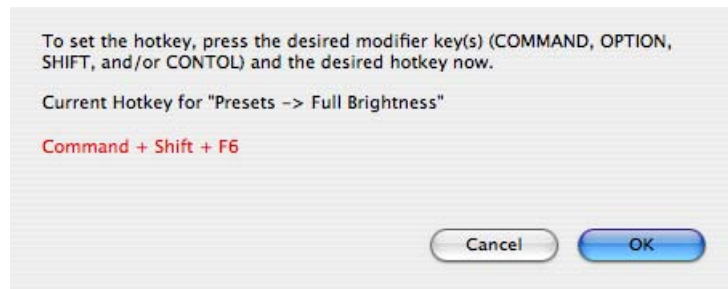 To set the hotkey, press the desired modifier key(s) (COMMAND, OPTION,
SHIFT, and/or CONTOL) and the desired hotkey now.
Current Hotkey for "Presets -> Full Brightness"
Command + Shift + F6
Cancel OK